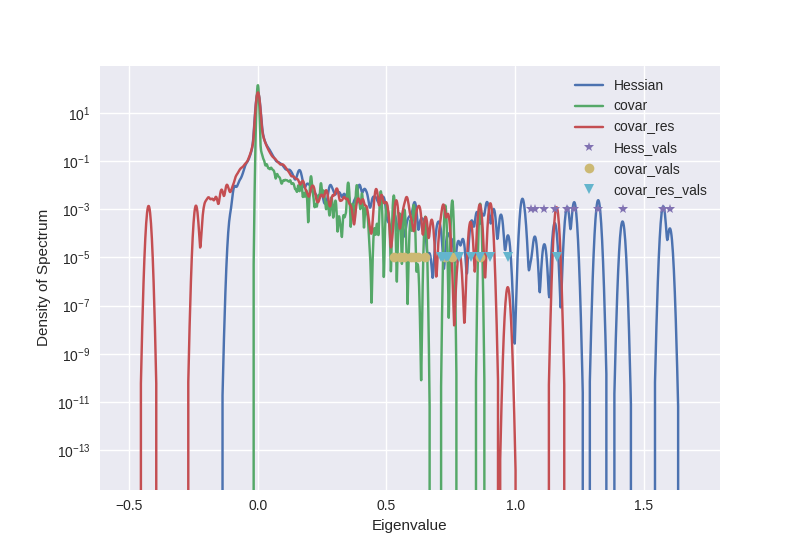 Hessian
covar
covar_res
Hess_vals
covar_vals
covar_res_vals
10^1
10^−1
10^−3
10^−5
10^−7
10^−9
10^−11
10^−13
Density of Spectrum
−0.5 0.0 0.5 1.0 1.5
Eigenvalue